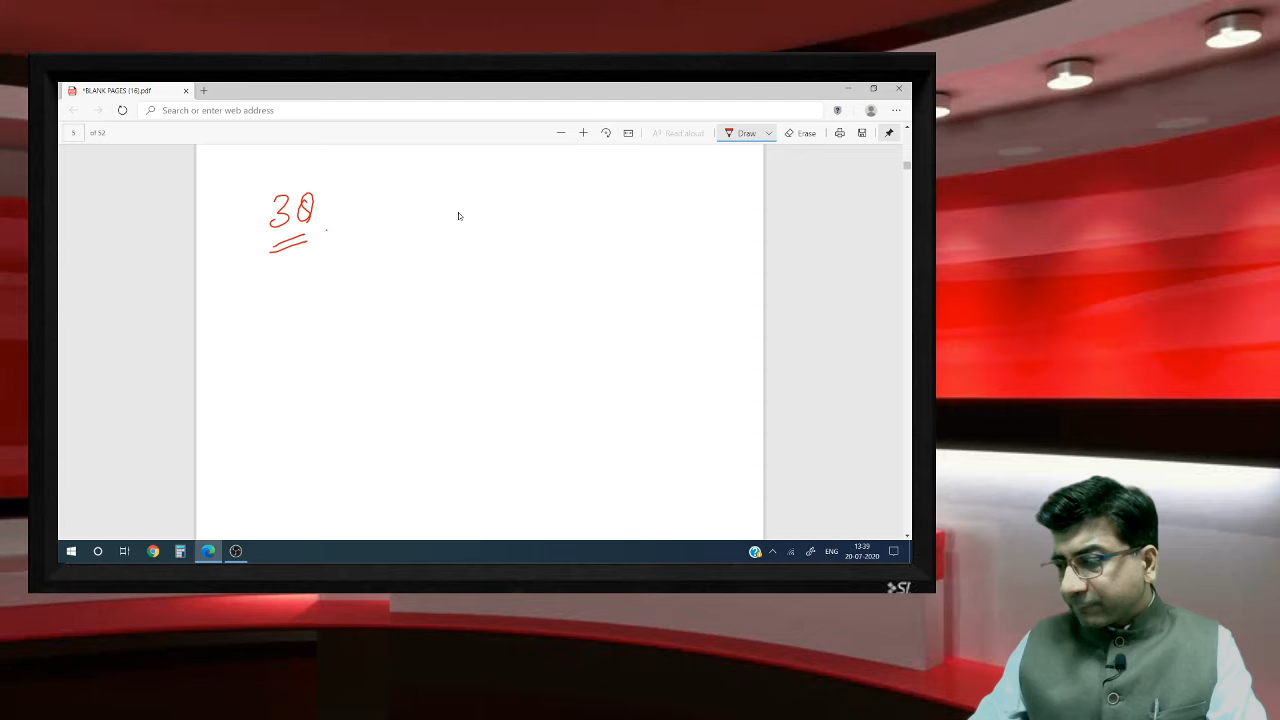 *BLANK PAGES (16).pdf
Search or enter web address
5 of 52
Read aloud
Draw
Erase
3Q
ENG
13:39
20-07-2020